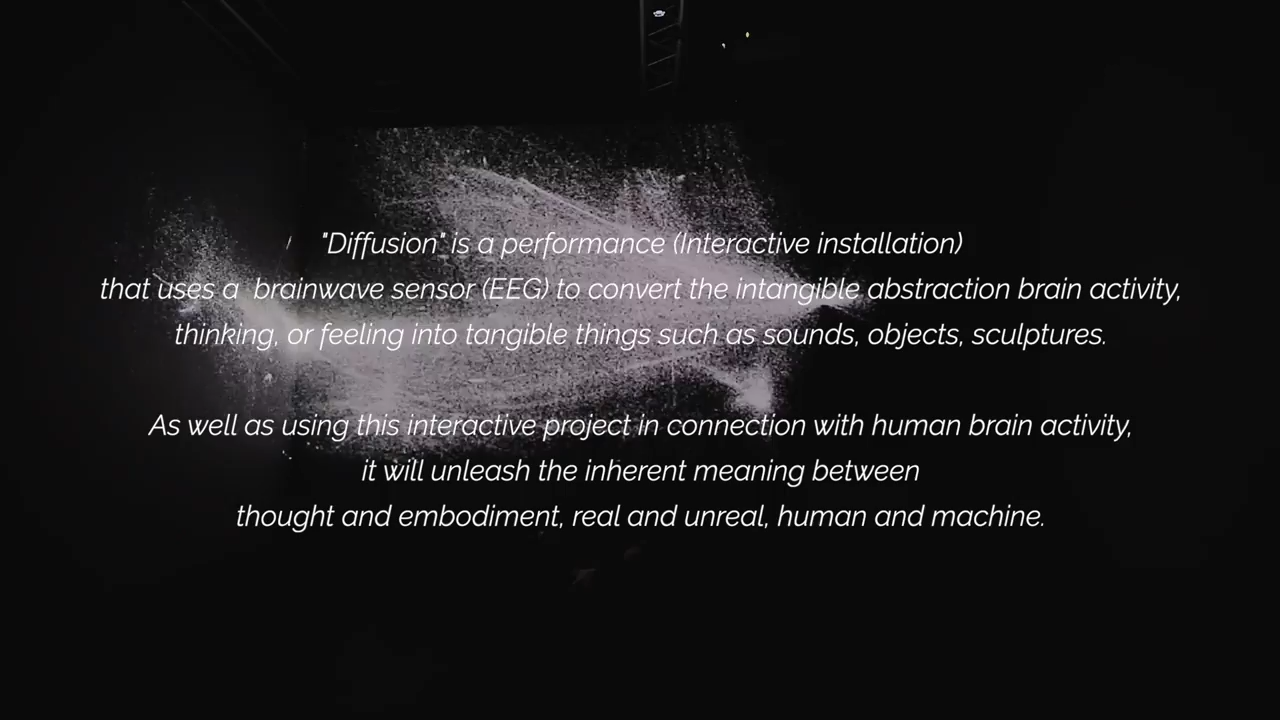 "Diffusion" is a performance (Interactive installation)
that uses a  brainwave sensor (EEG) to convert the intangible abstraction brain activity,
thinking, or feeling into tangible things such as sounds, objects, sculptures.
As well as using this interactive project in connection with human brain activity,
it will unleash the inherent meaning between
thought and embodiment, real and unreal, human and machine.